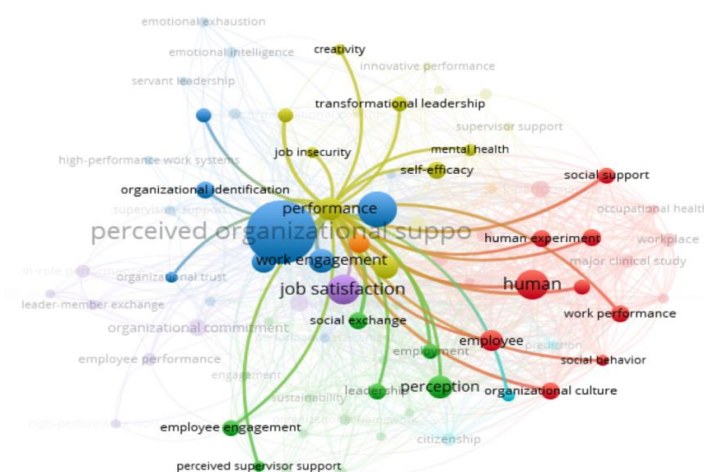 emotional exhaustion
creativity
emotional intelligence
innovative performance
servant leadership
transformational leadership
supervisor support
job insecurity
mental health
high-performance work systems
self-efficacy
social support
organizational identification
performance
supervisory support
occupational health
perceived organizational suppo
human experiment
workplace
work engagement
major clinical study
organizational trust
job satisfaction
human
leader-member exchange
social exchange
work performance
organizational commitment
employee
prediction
employment
employee performance
social behavior
engagement
leadership
perception
organizational culture
sustainability
employee engagement
citizenship
perceived supervisor support